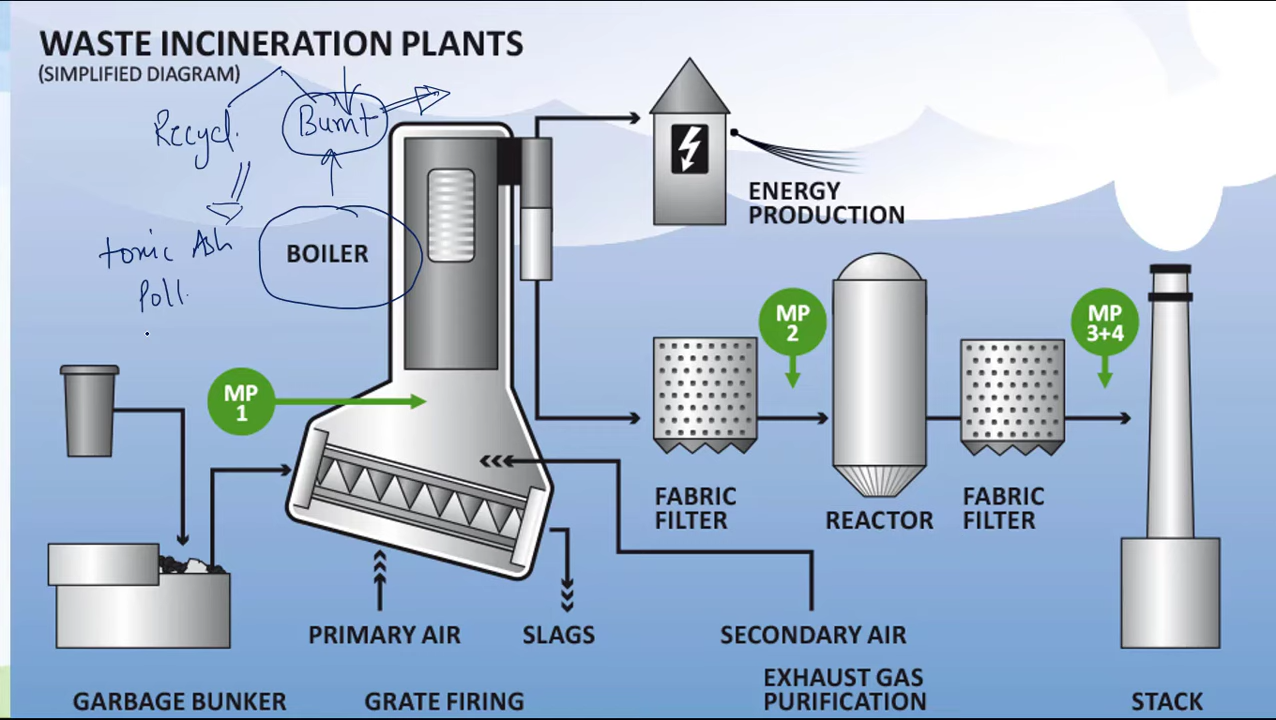 WASTE INCINERATION PLANTS
(SIMPLIFIED DIAGRAM)
Recycl.
Burnt
BOILER
Ash
Poll.
ENERGY
PRODUCTION
MP
1
MP
2
MP
3+4
FABRIC
FILTER
REACTOR
FABRIC
FILTER
PRIMARY AIR
SLAGS
SECONDARY AIR
GARBAGE BUNKER
GRATE FIRING
EXHAUST GAS
PURIFICATION
STACK